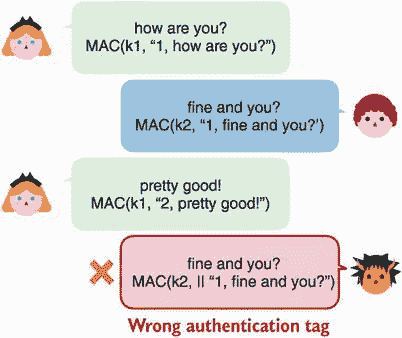 how are you?
MAC(k1, “1, how are you?”)
fine and you?
MAC(k2, “1, fine and you?’)
pretty good!
MAC(k1, “2, pretty good!”)
fine and you?
MAC(k2, || “1, fine and you?”)
Wrong authentication tag